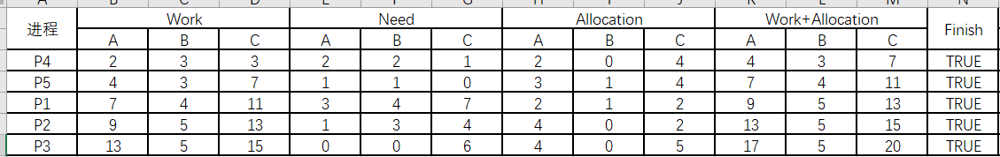 A B C D E F G H I J K L M N
进程 Work Need Allocation Work+Allocation Finish
A B C A B C A B C A B C
P4 2 3 3 2 2 1 2 0 4 4 3 7 TRUE
P5 4 3 7 1 1 0 3 1 4 7 4 11 TRUE
P1 7 4 11 3 4 7 2 1 2 9 5 13 TRUE
P2 9 5 13 1 3 4 4 0 2 13 5 15 TRUE
P3 13 5 15 0 0 6 4 0 5 17 5 20 TRUE